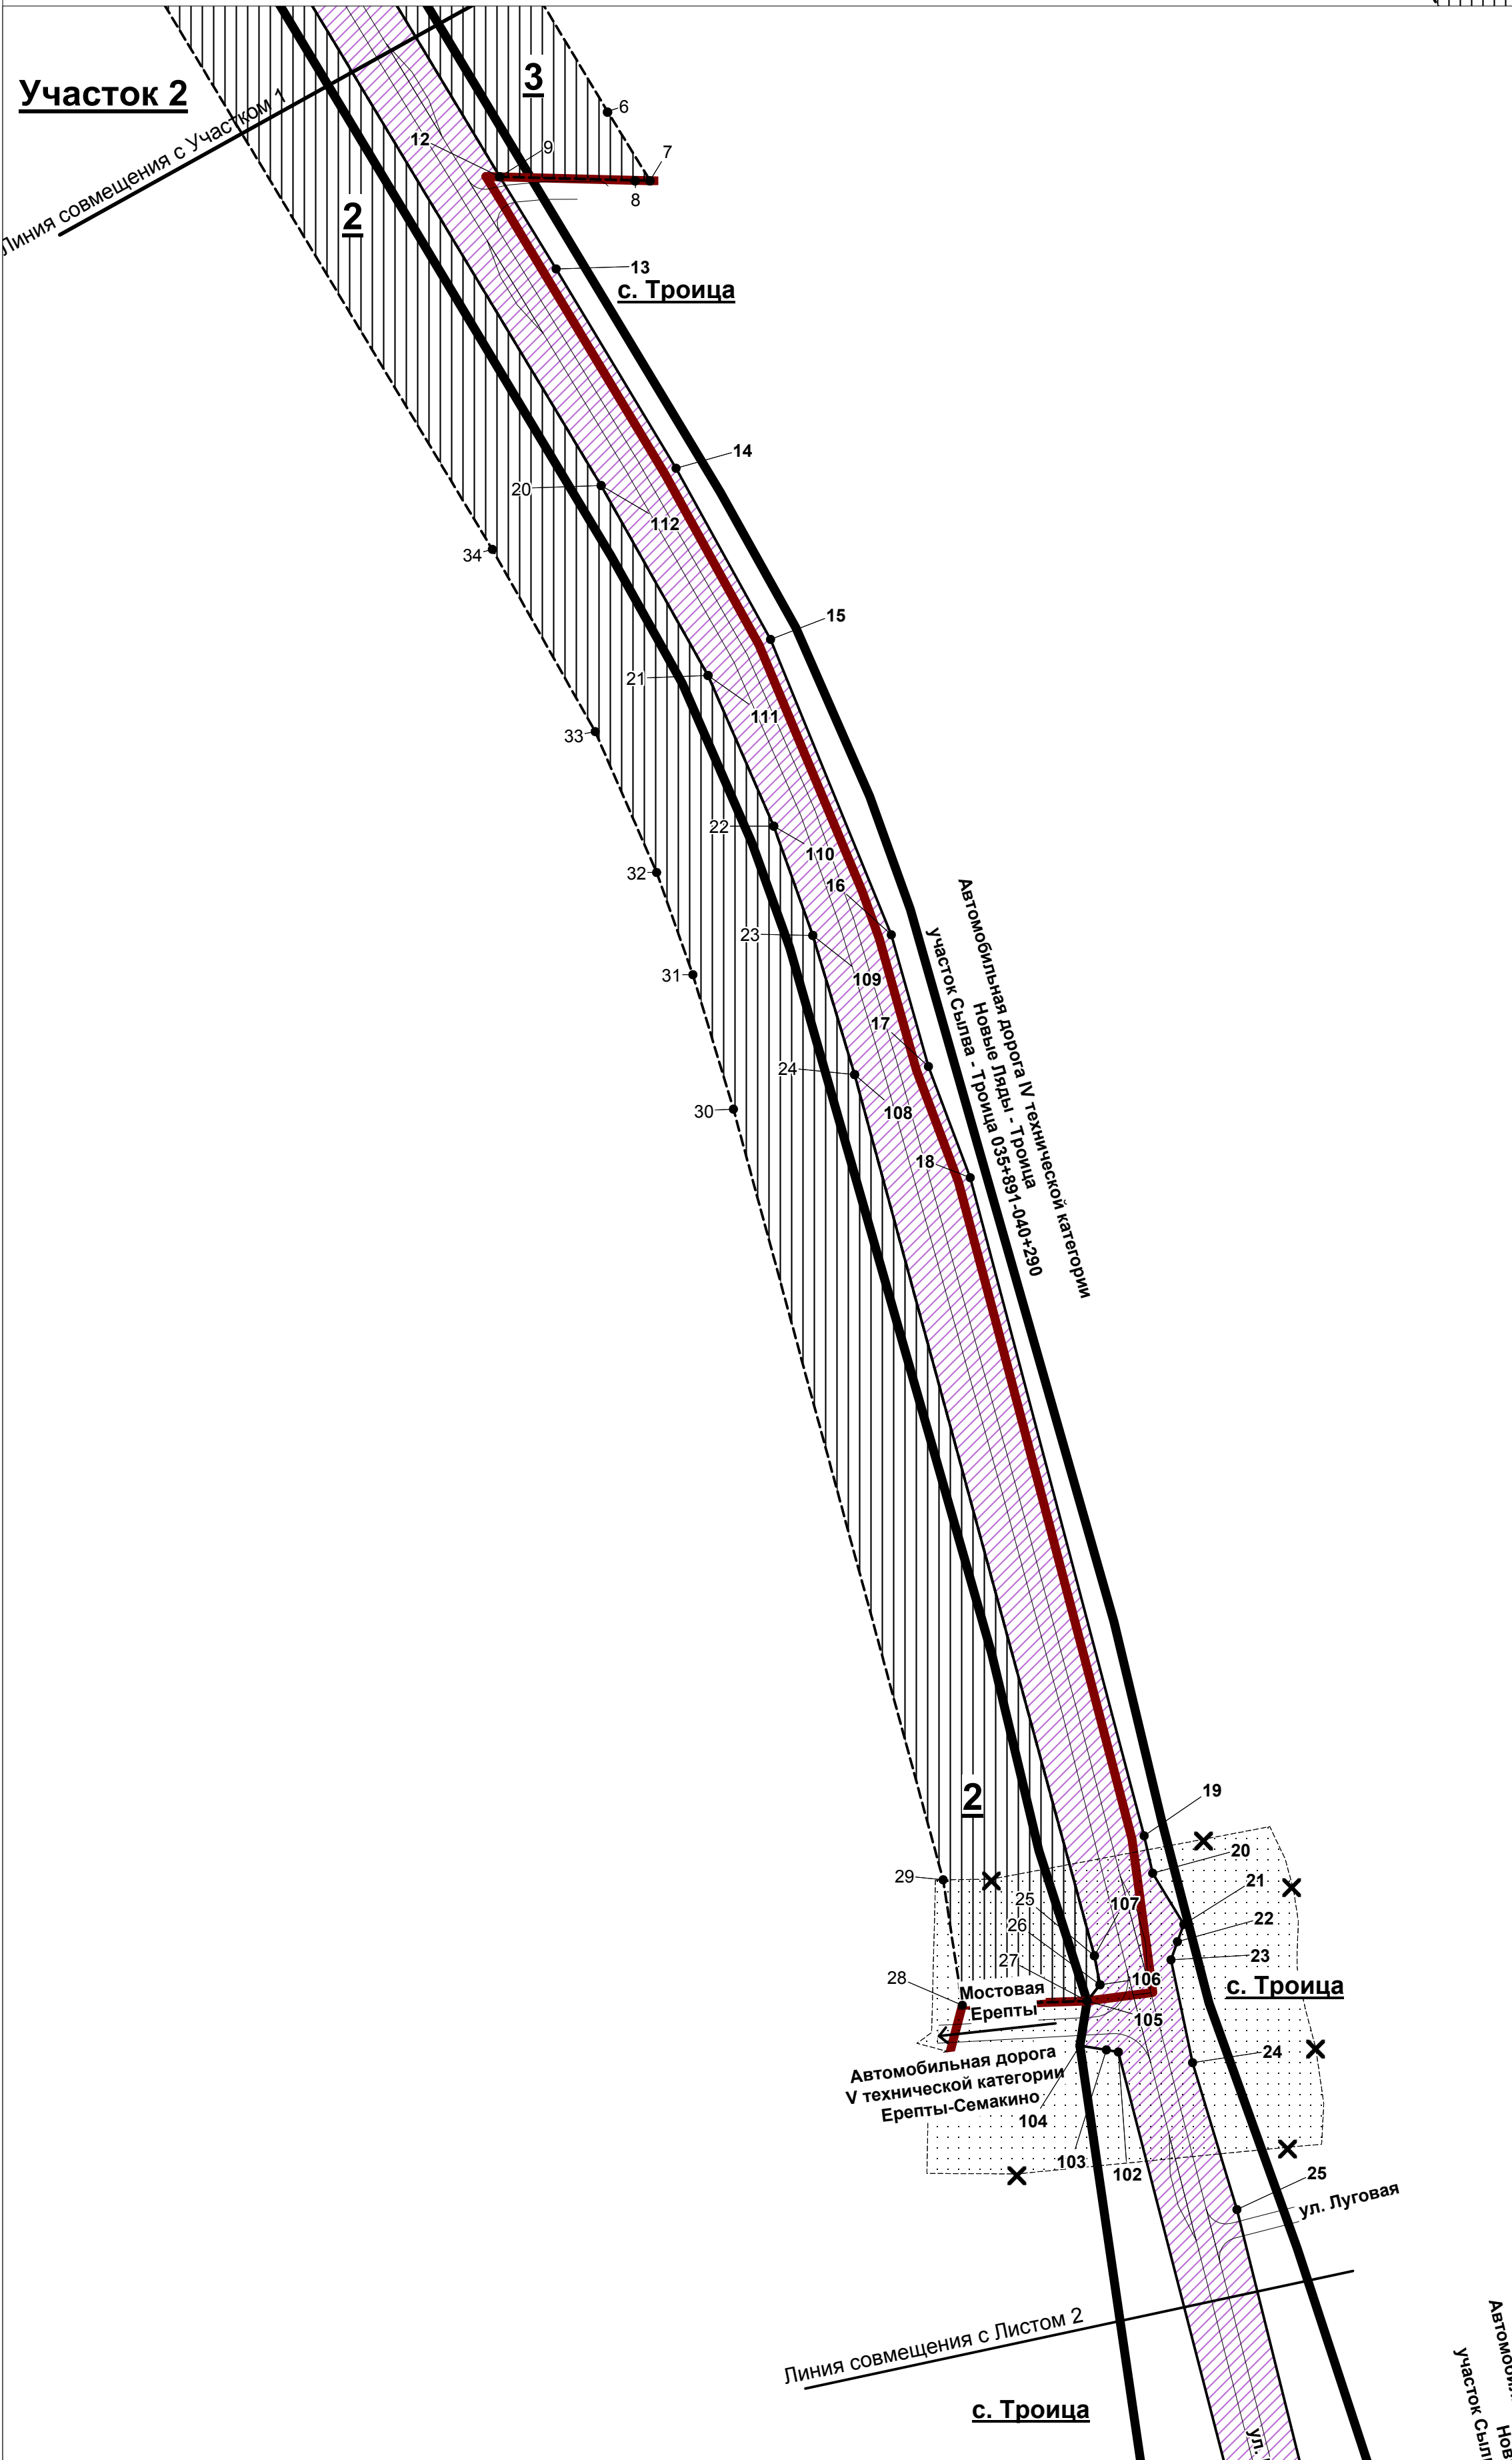 Участок 2
3
6
Линия совмещения с Участком 1
12
9
7
8
2
13
с. Троица
14
20
112
34
15
21
111
33
22
110
32
16
23
109
31
17
24
108
30
18
Автомобильная дорога IV технической категории
Новые Ляды - Троица
участок Сылва - Троица 035+891-040+290
2
19
20
29
21
25
107
22
26
23
27
28
106
с. Троица
Мостовая
Ерепты
105
24
Автомобильная дорога
V технической категории
Ерепты-Семакино
104
103
102
25
ул. Луговая
Линия совмещения с Листом 2
с. Троица
ул.